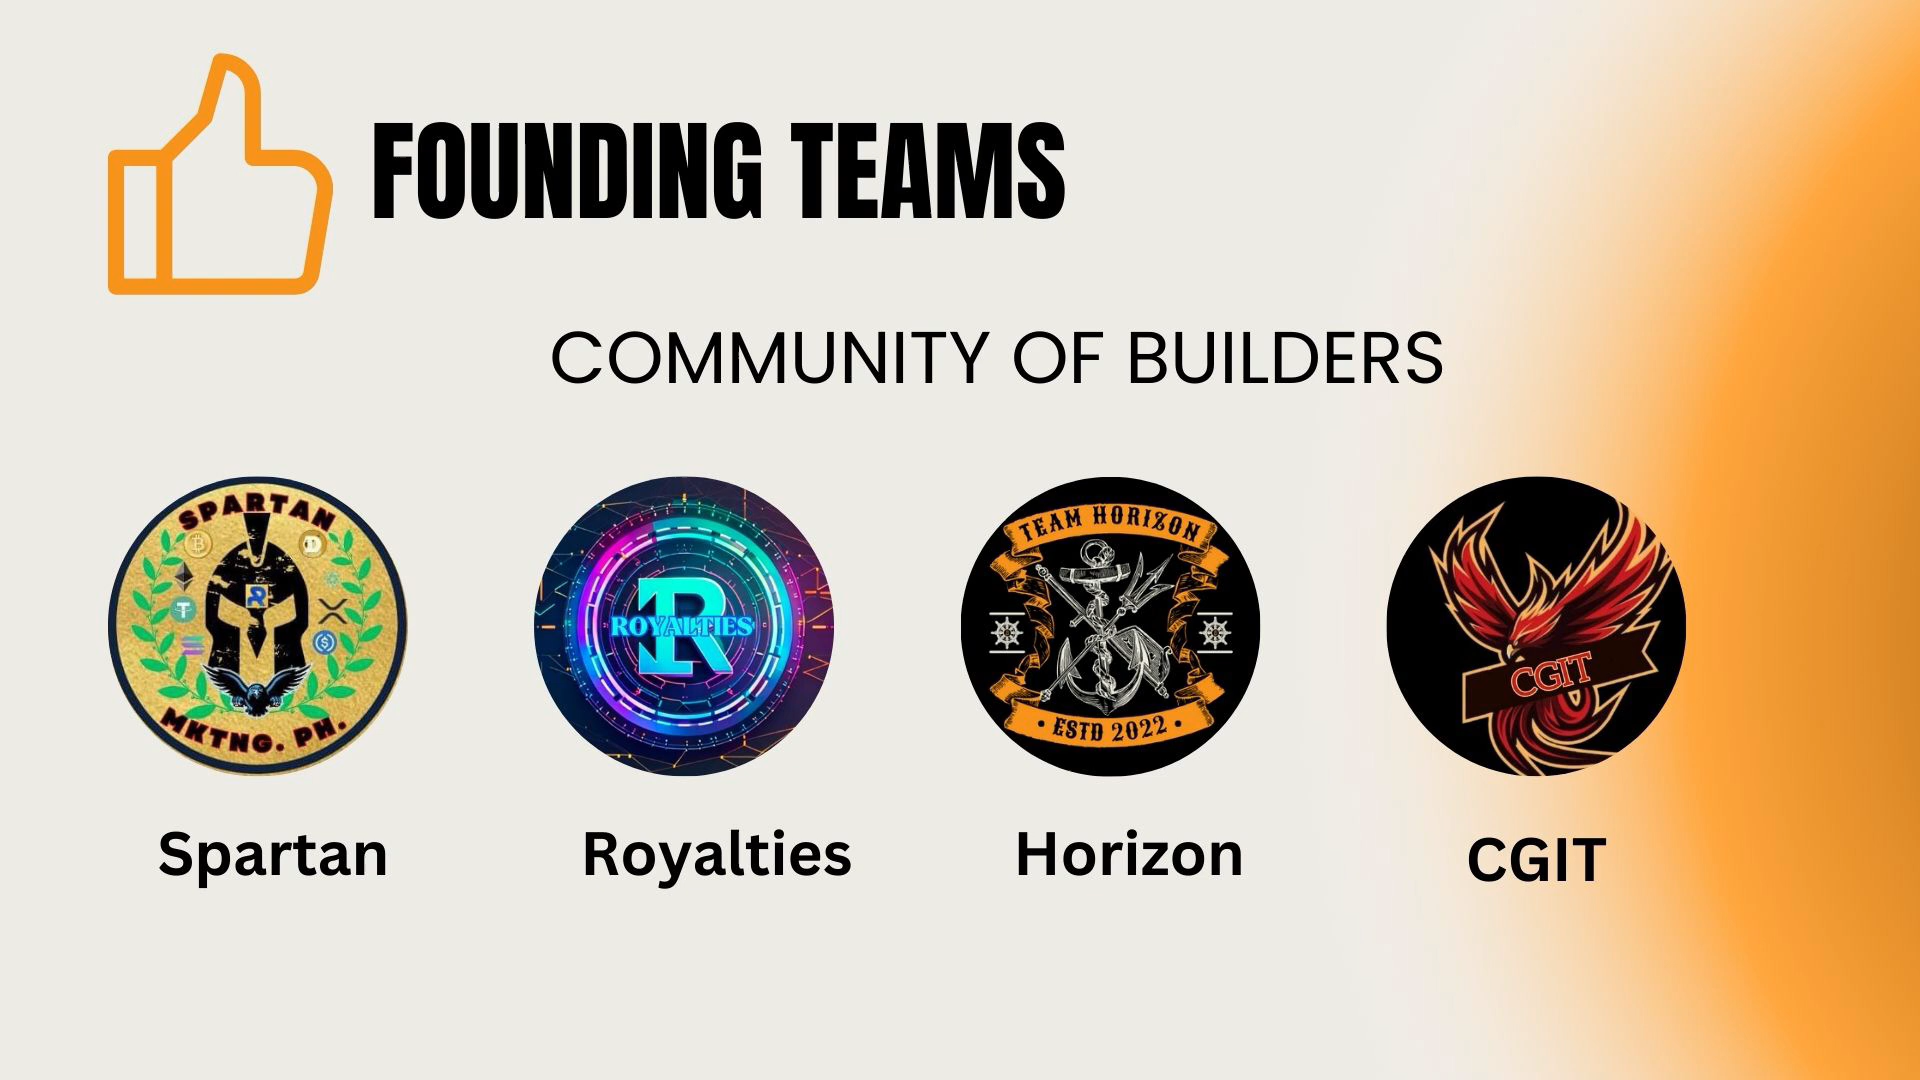 FOUNDING TEAMS
COMMUNITY OF BUILDERS
SPARTAN
MKTNG. PH.
R
ROYALTIES
TEAM HORIZON
• ESTD 2022 •
CGIT
Spartan
Royalties
Horizon
CGIT